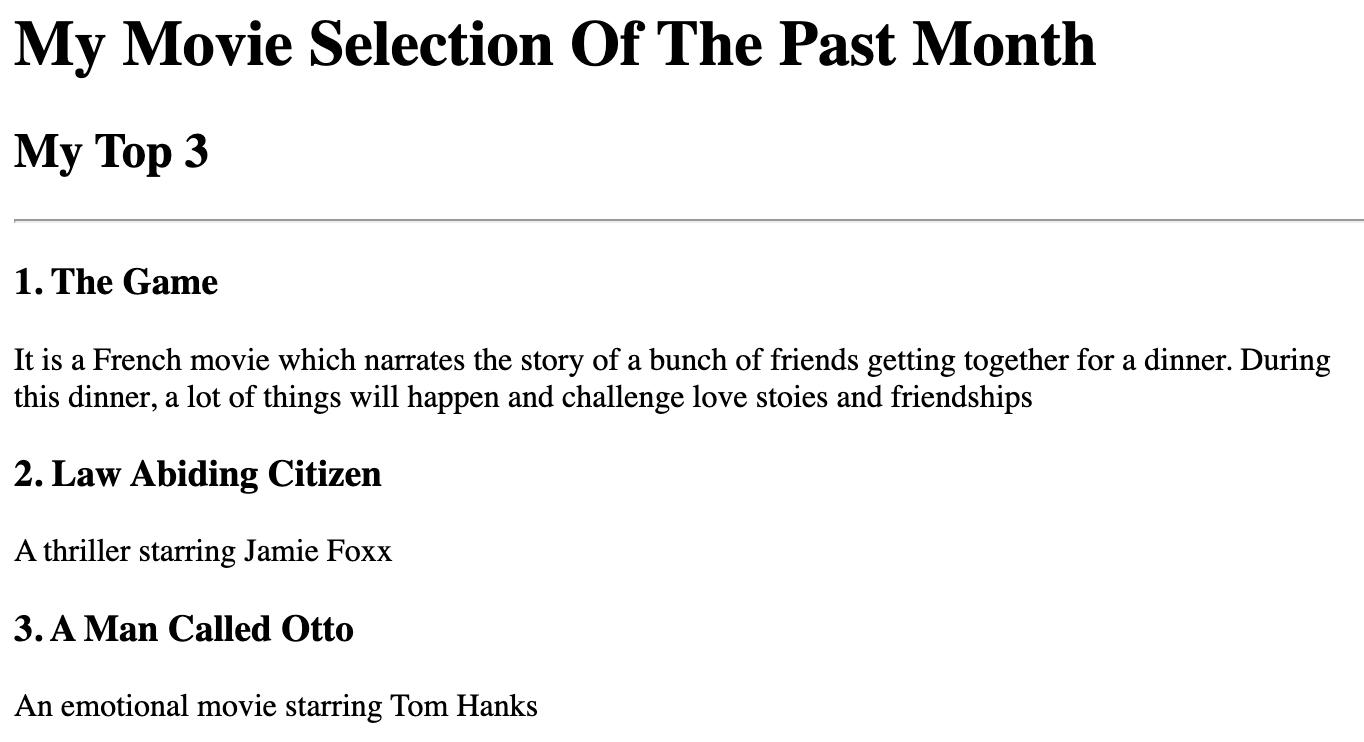 My Movie Selection Of The Past Month
My Top 3
1. The Game
It is a French movie which narrates the story of a bunch of friends getting together for a dinner. During
this dinner, a lot of things will happen and challenge love stoies and friendships
2. Law Abiding Citizen
A thriller starring Jamie Foxx
3. A Man Called Otto
An emotional movie starring Tom Hanks